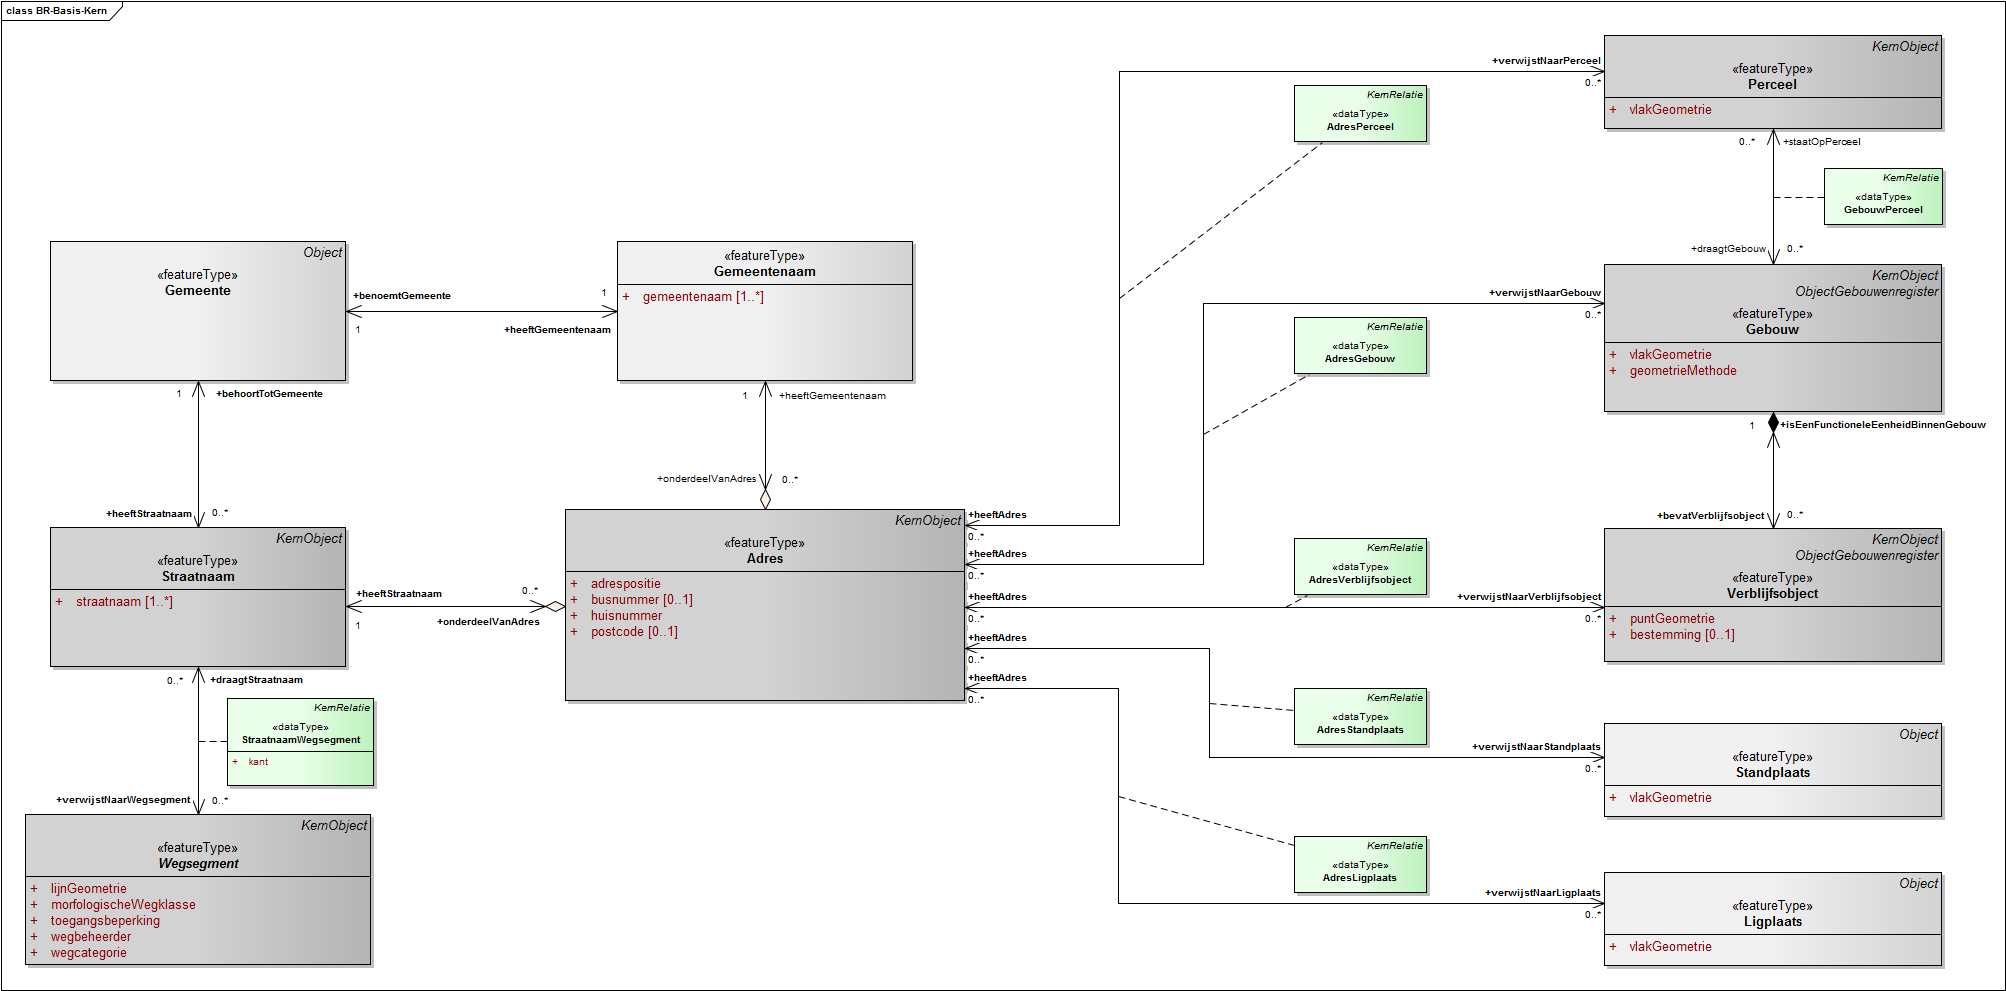 class BR-Basis-Kern
KernObject
«featureType»
Perceel
+ vlakGeometrie
+verwijstNaarPerceel
0..*
KernRelatie
«dataType»
AdresPerceel
0..*
+staatOpPerceel
KernRelatie
«dataType»
GebouwPerceel
+draagtGebouw
0..*
Object
«featureType»
Gemeente
+benoemtGemeente
1
1
+heeftGemeentenaam
«featureType»
Gemeentenaam
+ gemeentenaam [1..*]
KernObject
ObjectGebouwenregister
«featureType»
Gebouw
+ vlakGeometrie
+ geometrieMethode
+verwijstNaarGebouw
0..*
KernRelatie
«dataType»
AdresGebouw
1
+behoortTotGemeente
1
+heeftGemeentenaam
1
+isEenFunctioneleEenheidBinnenGebouw
+onderdeelVanAdres
0..*
+heeftStraatnaam
0..*
+bevatVerblijfsobject
0..*
KernObject
«featureType»
Straatnaam
+ straatnaam [1..*]
+heeftStraatnaam
1
0..*
+onderdeelVanAdres
KernObject
«featureType»
Adres
+ adrespositie
+ busnummer [0..1]
+ huisnummer
+ postcode [0..1]
+heeftAdres
0..*
+heeftAdres
0..*
+heeftAdres
0..*
+heeftAdres
0..*
+heeftAdres
0..*
KernRelatie
«dataType»
AdresVerblijfsobject
+verwijstNaarVerblijfsobject
0..*
KernObject
ObjectGebouwenregister
«featureType»
Verblijfsobject
+ puntGeometrie
+ bestemming [0..1]
0..*
+draagtStraatnaam
KernRelatie
«dataType»
StraatnaamWegsegment
+ kant
+verwijstNaarWegsegment
0..*
KernRelatie
«dataType»
AdresStandplaats
+verwijstNaarStandplaats
0..*
Object
«featureType»
Standplaats
+ vlakGeometrie
KernObject
«featureType»
Wegsegment
+ lijnGeometrie
+ morfologischeWegklasse
+ toegangsbeperking
+ wegbeheerder
+ wegcategorie
KernRelatie
«dataType»
AdresLigplaats
+verwijstNaarLigplaats
0..*
Object
«featureType»
Ligplaats
+ vlakGeometrie